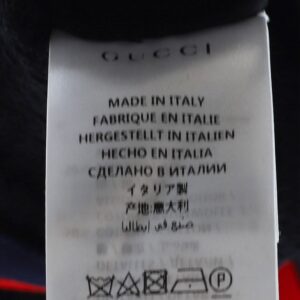 GUCCI
MADE IN ITALY
FABRIQUE EN ITALIE
HERGESTELLT IN ITALIEN
HECHO EN ITALIA
СДЕЛАНО В ИТАЛИИ
イタリア製
产地:意大利
صنع في إيطاليا